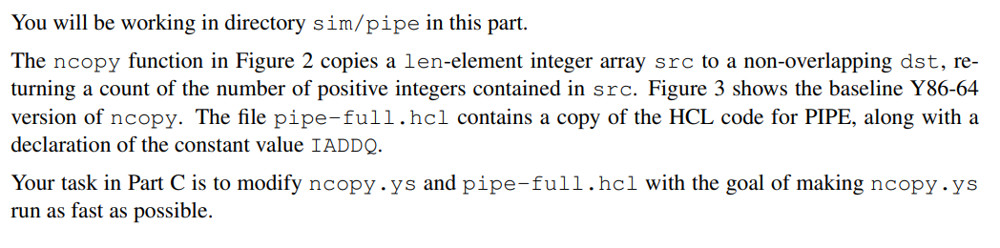 You will be working in directory sim/pipe in this part.
The ncopy function in Figure 2 copies a len-element integer array src to a non-overlapping dst, re-
turning a count of the number of positive integers contained in src. Figure 3 shows the baseline Y86-64
version of ncopy. The file pipe-full.hcl contains a copy of the HCL code for PIPE, along with a
declaration of the constant value IADDQ.
Your task in Part C is to modify ncopy.ys and pipe-full.hcl with the goal of making ncopy.ys
run as fast as possible.